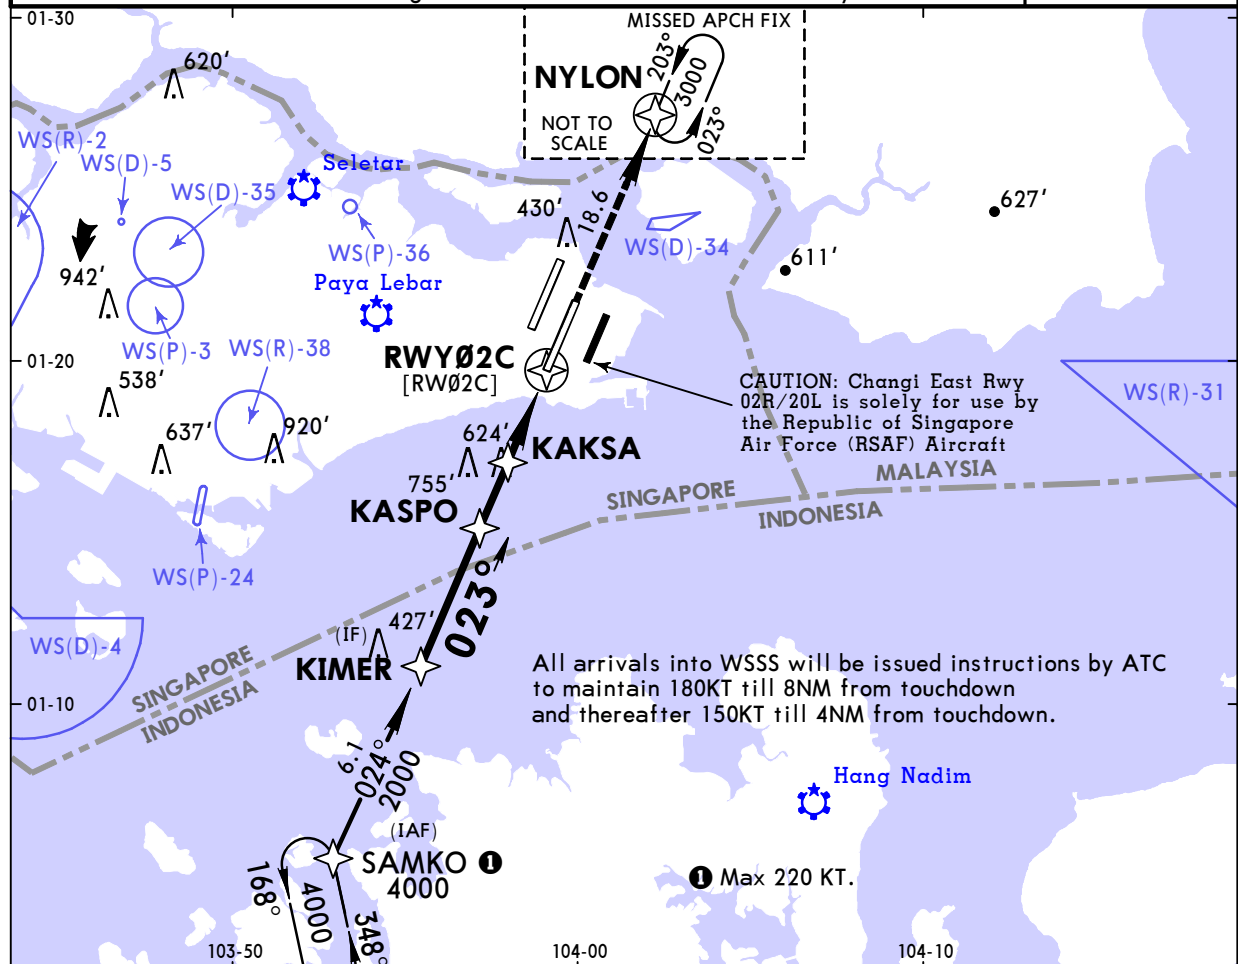 01-30
MISSED APCH FIX
620′
NYLON
203°
3000
023°
NOT TO
SCALE
WS(R)-2
WS(D)-5
Seletar
WS(D)-35
430′
18.6
627′
WS(P)-36
WS(D)-34
942′
611′
Paya Lebar
WS(P)-3
WS(R)-38
01-20
RWYØ2C
[RWØ2C]
CAUTION: Changi East Rwy
02R/20L is solely for use by
the Republic of Singapore
Air Force (RSAF) Aircraft
WS(R)-31
538′
637′
920′
624′
KAKSA
755′
MALAYSIA
SINGAPORE
INDONESIA
KASPO
WS(P)-24
023°
427′
(IF)
WS(D)-4
KIMER
SINGAPORE
INDONESIA
All arrivals into WSSS will be issued instructions by ATC
to maintain 180KT till 8NM from touchdown
and thereafter 150KT till 4NM from touchdown.
01-10
6.1
024°
2000
Hang Nadim
(IAF)
SAMKO 1
4000
1 Max 220 KT.
168°
4000
348°
103-50
104-00
104-10